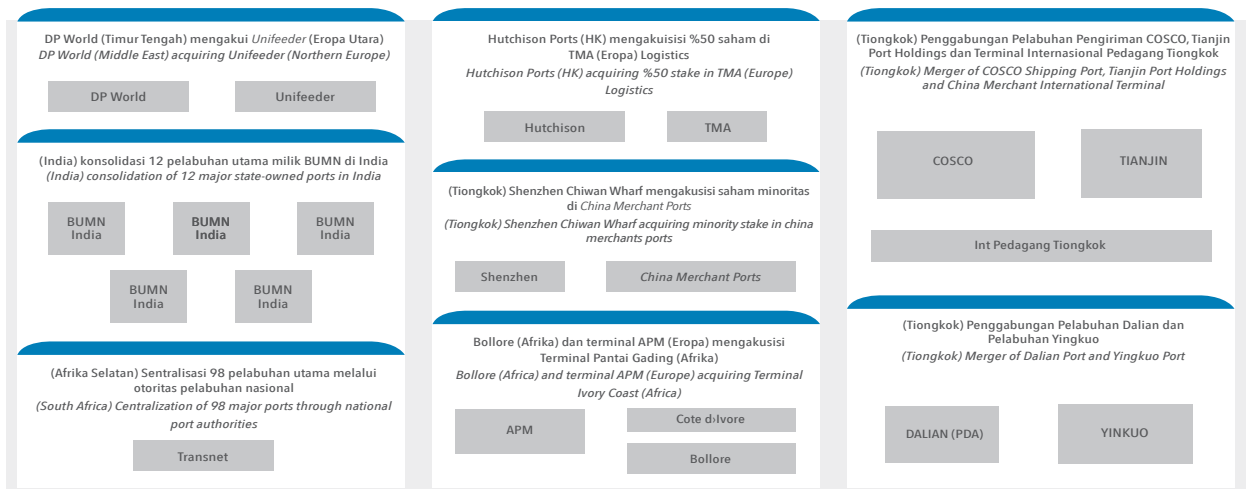 DP World (Timur Tengah) mengakui Unifeeder (Eropa Utara)
DP World (Middle East) acquiring Unifeeder (Northern Europe)
DP World
Unifeeder
(India) konsolidasi 12 pelabuhan utama milik BUMN di India
(India) consolidation of 12 major state-owned ports in India
BUMN
India
BUMN
India
BUMN
India
BUMN
India
BUMN
India
(Afrika Selatan) Sentralisasi 98 pelabuhan utama melalui
otoritas pelabuhan nasional
(South Africa) Centralization of 98 major ports through national
port authorities
Transnet
Hutchison Ports (HK) mengakuisisi %50 saham di
TMA (Eropa) Logistics
Hutchison Ports (HK) acquiring %50 stake in TMA (Europe)
Logistics
Hutchison
TMA
(Tiongkok) Shenzhen Chiwan Wharf mengakusisi saham minoritas
di China Merchant Ports
(Tiongkok) Shenzhen Chiwan Wharf acquiring minority stake in china
merchants ports
Shenzhen
China Merchant Ports
Bollore (Afrika) dan terminal APM (Eropa) mengakusisi
Terminal Pantai Gading (Afrika)
Bollore (Africa) and terminal APM (Europe) acquiring Terminal
Ivory Coast (Africa)
APM
Cote d›Ivore
Bollore
(Tiongkok) Penggabungan Pelabuhan Pengiriman COSCO, Tianjin
Port Holdings dan Terminal Internasional Pedagang Tiongkok
(Tiongkok) Merger of COSCO Shipping Port, Tianjin Port Holdings
and China Merchant International Terminal
COSCO
TIANJIN
Int Pedagang Tiongkok
(Tiongkok) Penggabungan Pelabuhan Dalian dan
Pelabuhan Yingkuo
(Tiongkok) Merger of Dalian Port and Yingkuo Port
DALIAN (PDA)
YINKUO